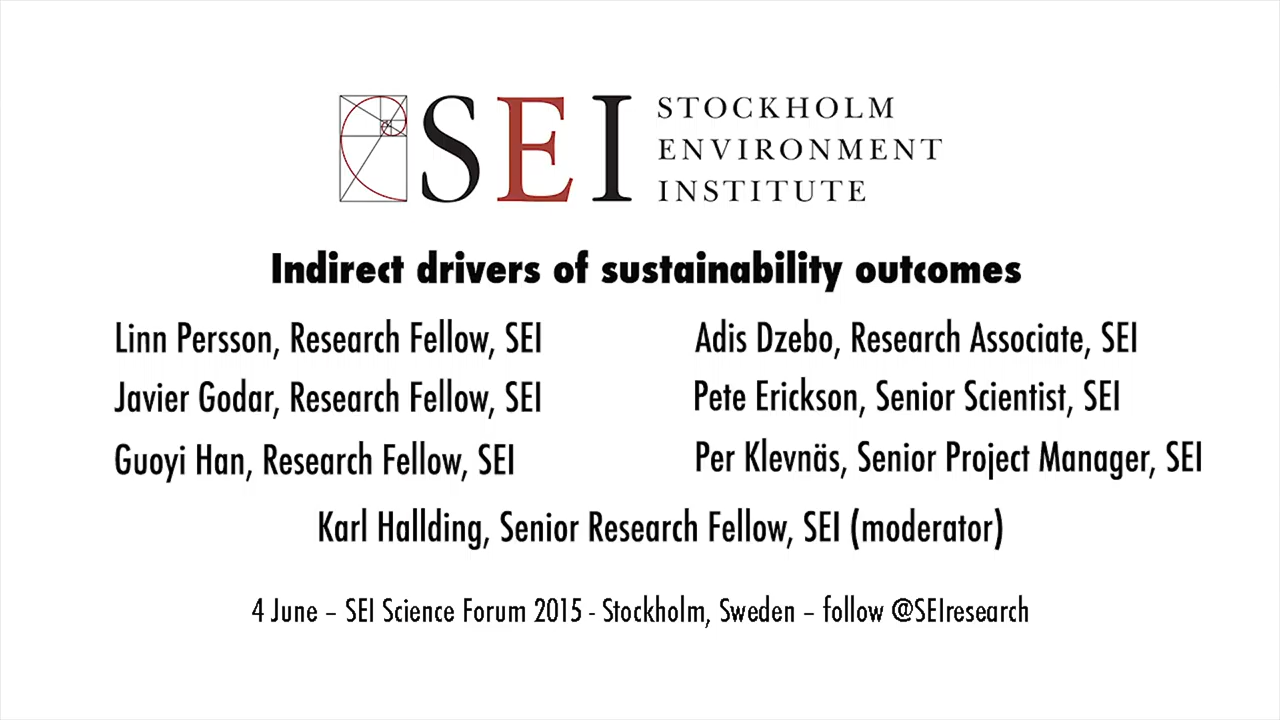 SEI STOCKHOLM
ENVIRONMENT
INSTITUTE
Indirect drivers of sustainability outcomes
Linn Persson, Research Fellow, SEI
Javier Godar, Research Fellow, SEI
Guoyi Han, Research Fellow, SEI
Adis Dzebo, Research Associate, SEI
Pete Erickson, Senior Scientist, SEI
Per Klevnäs, Senior Project Manager, SEI
Karl Hallding, Senior Research Fellow, SEI (moderator)
4 June – SEI Science Forum 2015 - Stockholm, Sweden – follow @SEIresearch